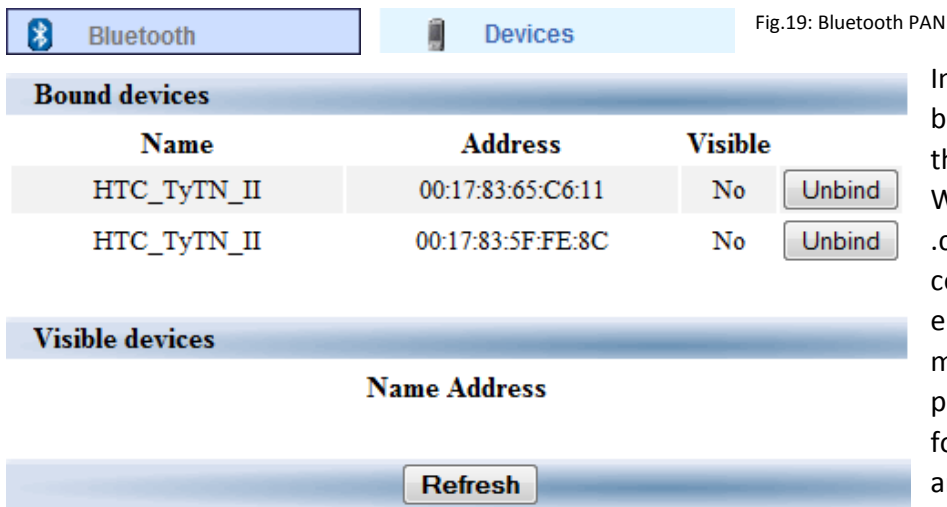 Bluetooth Devices
Fig.19: Bluetooth PAN
Bound devices
Name Address Visible
HTC_TyTN_II 00:17:83:65:C6:11 No Unbind
HTC_TyTN_II 00:17:83:5F:FE:8C No Unbind
Visible devices
Name Address
Refresh